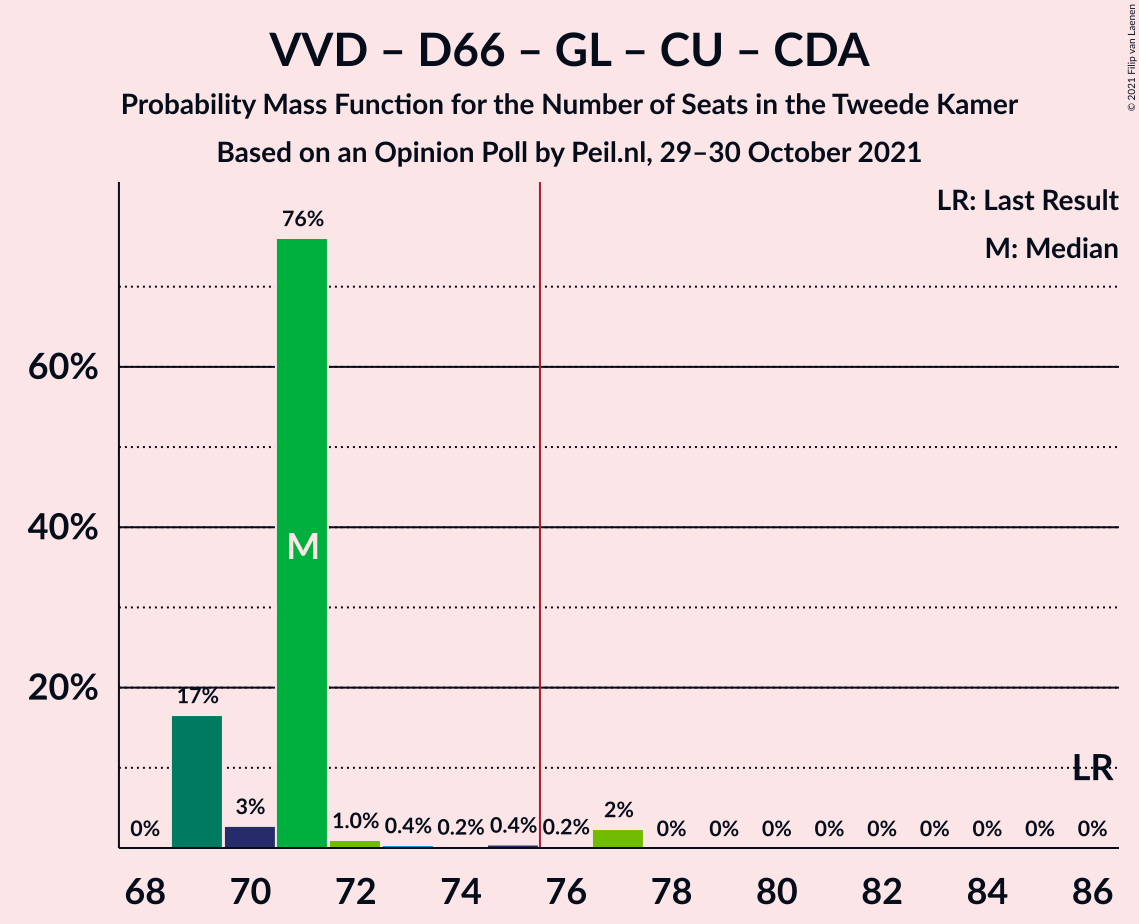 VVD – D66 – GL – CU – CDA
Probability Mass Function for the Number of Seats in the Tweede Kamer
Based on an Opinion Poll by Peil.nl, 29–30 October 2021
© 2021 Filip van Laenen
LR: Last Result
M: Median
76%
60%
40%
M
20%
17%
LR
0% 3% 1.0% 0.4% 0.2% 0.4% 0.2% 2% 0% 0% 0% 0% 0% 0% 0% 0% 0%
68 70 72 74 76 78 80 82 84 86